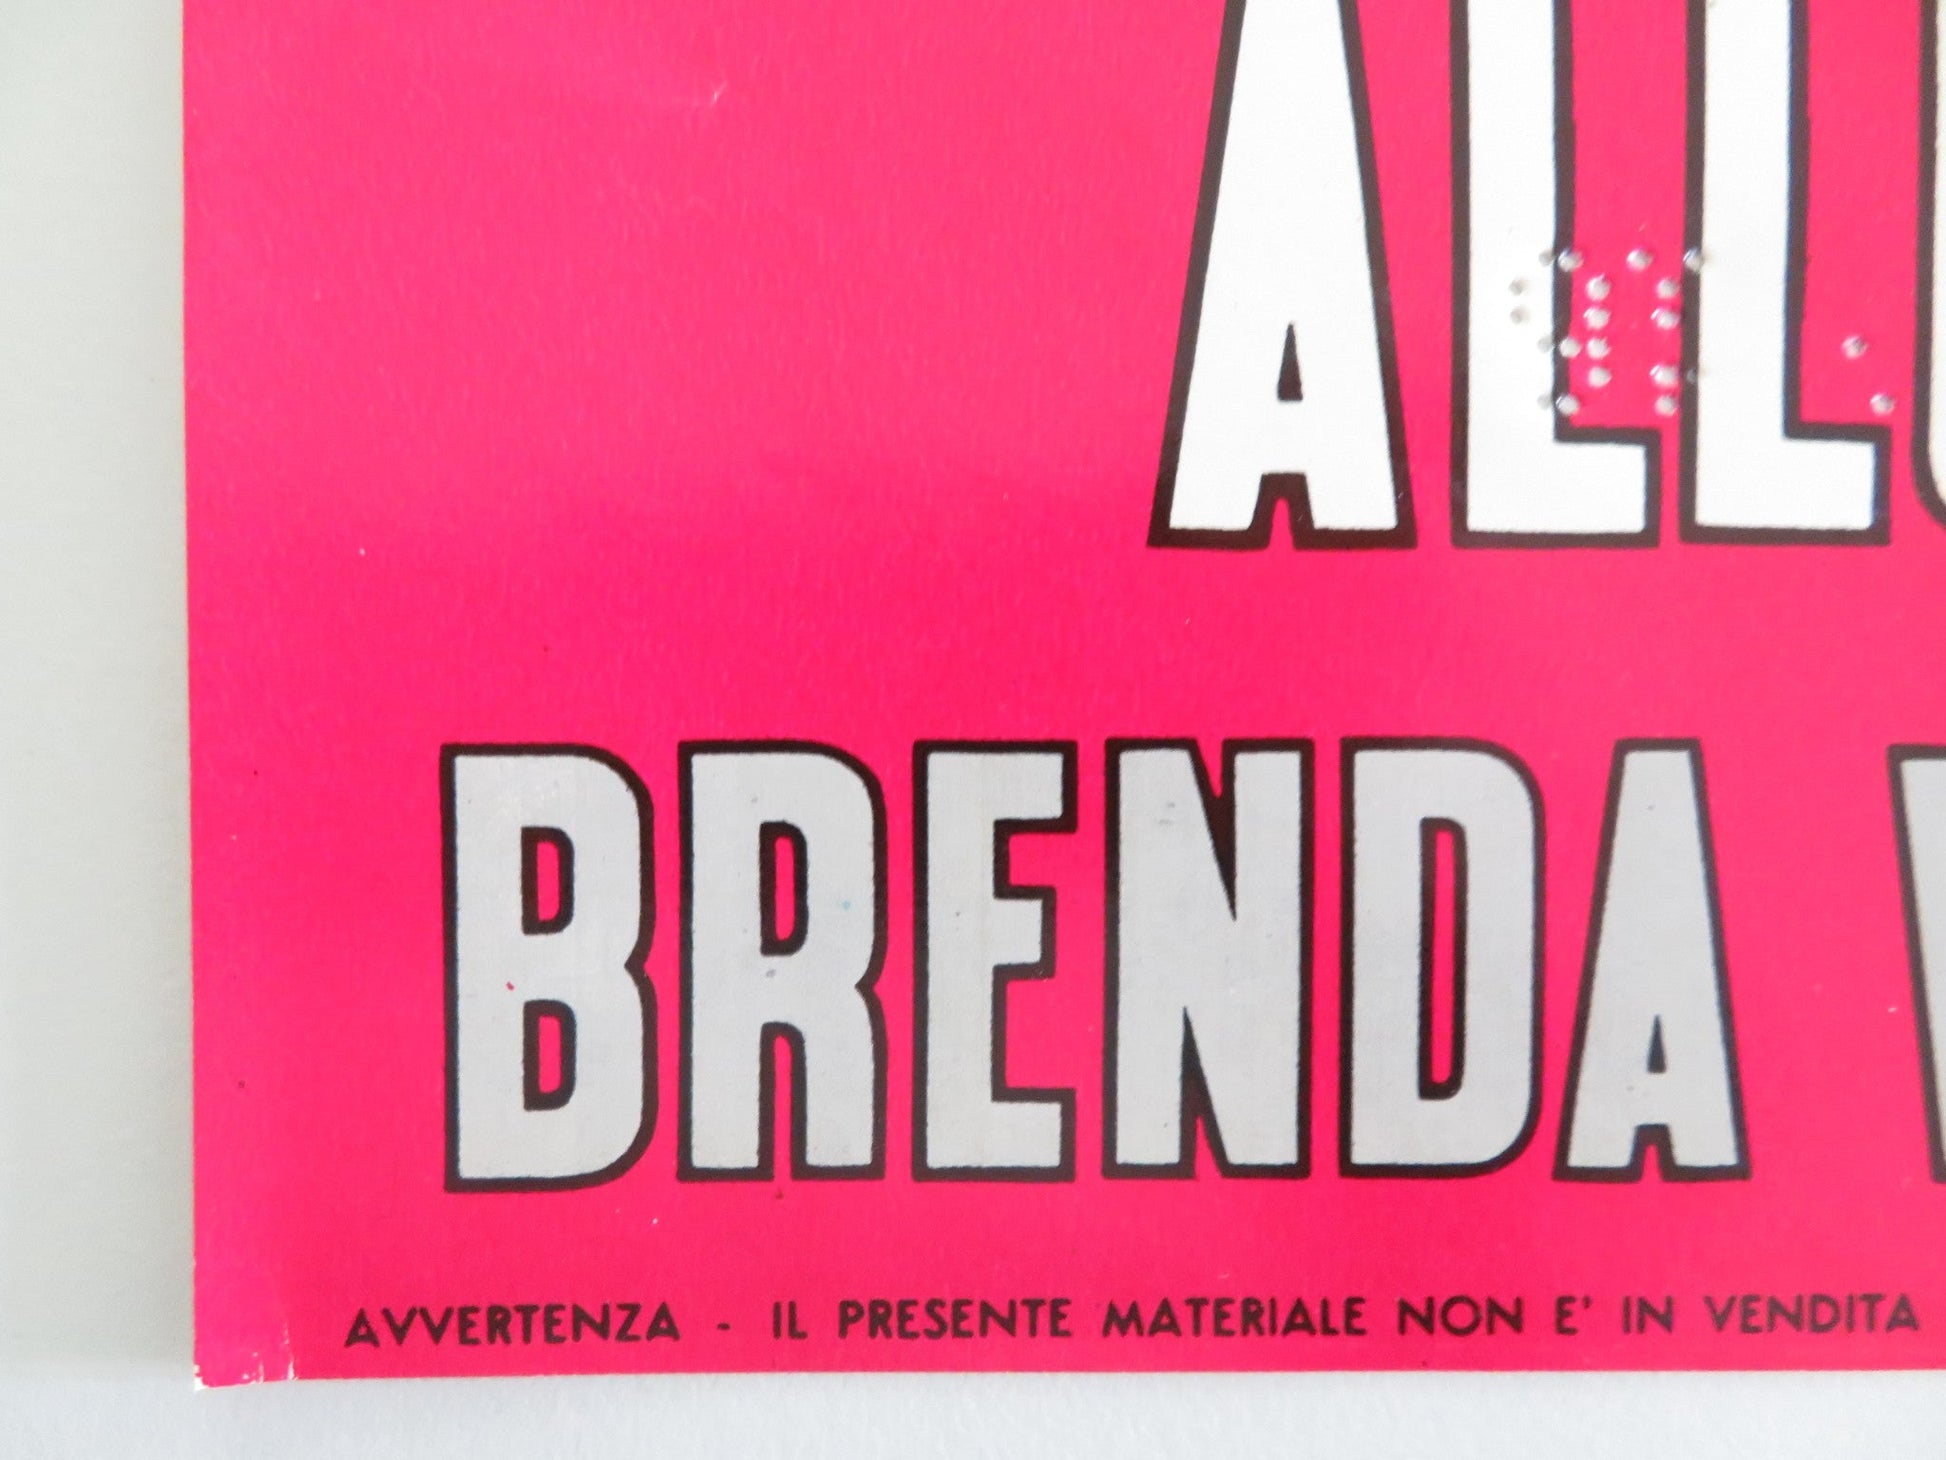 ALL
BRENDA
AVVERTENZA - IL PRESENTE MATERIALE NON E' IN VENDITA